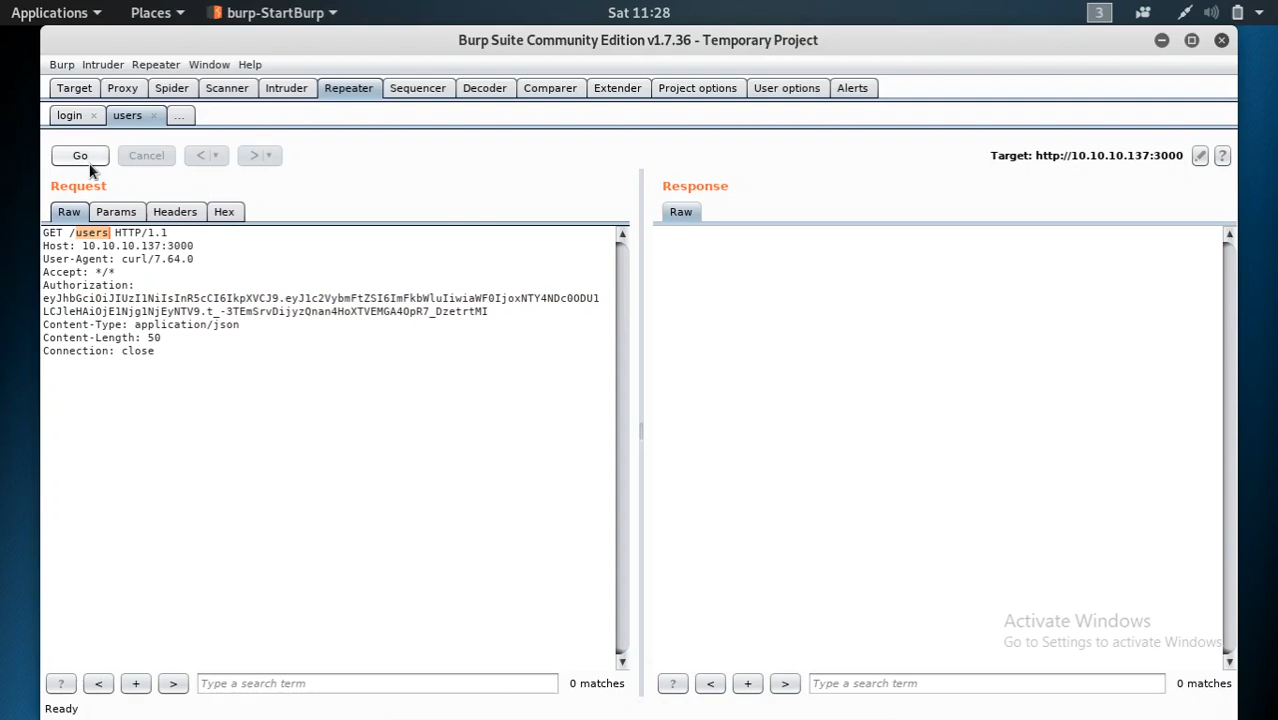 Applications
Places
burp-StartBurp
Sat 11:28
3
Burp Suite Community Edition v1.7.36 - Temporary Project
Burp Intruder Repeater Window Help
Target Proxy Spider Scanner Intruder Repeater Sequencer Decoder Comparer Extender Project options User options Alerts
login × users × ...
Go Cancel < > Target: http://10.10.10.137:3000 ?
Request
Raw Params Headers Hex
GET /users HTTP/1.1
Host: 10.10.10.137:3000
User-Agent: curl/7.64.0
Accept: */*
Authorization:
eyJhbGciOiJIUzI1NiIsInR5cCI6IkpXVCJ9.eyJ1c2VybmFtZSI6ImFkbWluIiwiaWF0IjoxNTY4NDc0ODU1
LCJleHAiOjE1Njg1NjEyNTV9.t_-3TEmSrvDijyzQnan4HoXTVEMGA4OpR7_DzetrtMI
Content-Type: application/json
Content-Length: 50
Connection: close
Response
Raw
Activate Windows
Go to Settings to activate Windows.
? < + > Type a search term 0 matches
? < + > Type a search term 0 matches
Ready